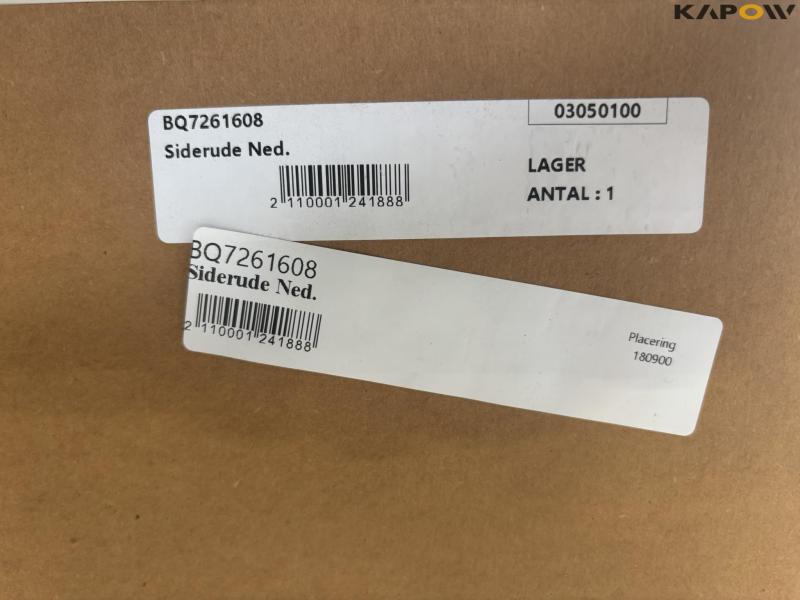 KAPOW
BQ7261608
03050100
Siderude Ned.
LAGER
2 110001 241888
ANTAL : 1
BQ7261608
Siderude Ned.
2 110001 241888
Placering
180900